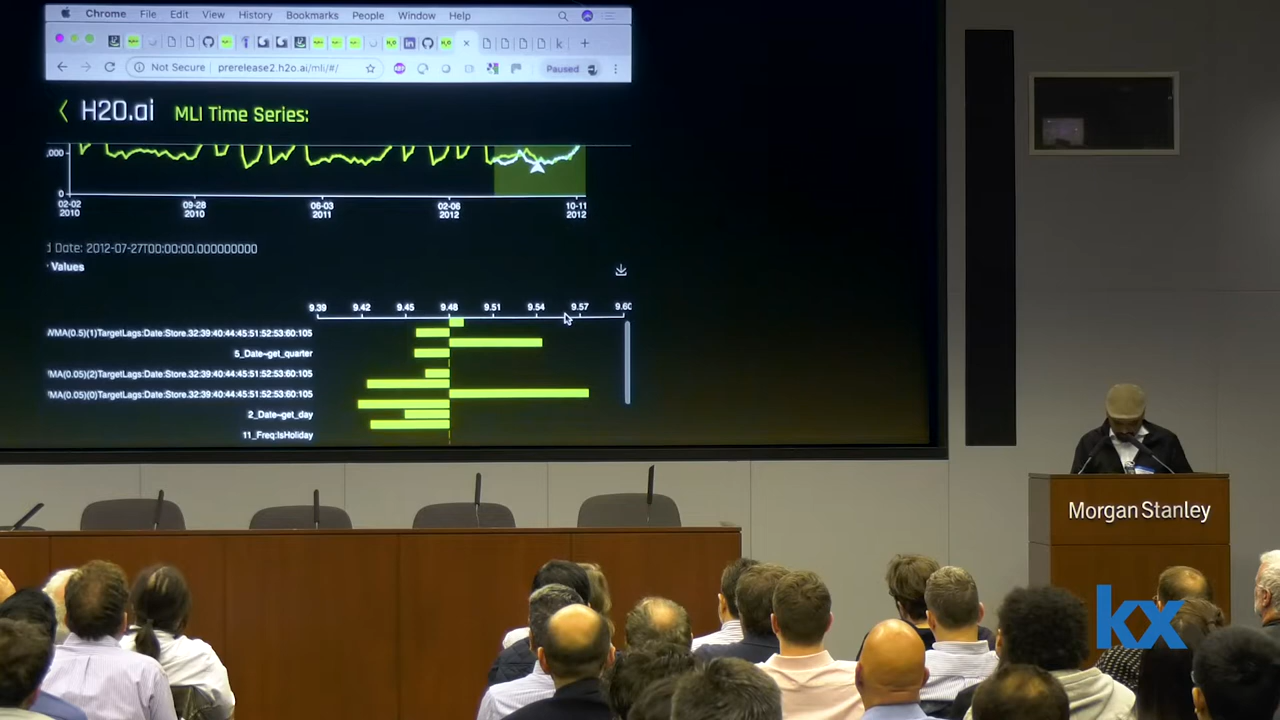 Chrome File Edit View History Bookmarks People Window Help
Not Secure prerelease2.h2o.ai/mli/#/ Paused
H2O.ai MLI Time Series:
,000
0
02-02 2010
09-28 2010
06-03 2011
02-06 2012
10-11 2012
Date: 2012-07-27T00:00:00.000000000
Values
9.39 9.42 9.45 9.48 9.51 9.54 9.57 9.60
MA(0.5)(1)TargetLags:Date:Store.32:39:40:44:45:51:52:53:60:105
5_Date~get_quarter
MA(0.05)(2)TargetLags:Date:Store.32:39:40:44:45:51:52:53:60:105
MA(0.05)(0)TargetLags:Date:Store.32:39:40:44:45:51:52:53:60:105
2_Date~get_day
11_Freq:IsHoliday
Morgan Stanley
kx